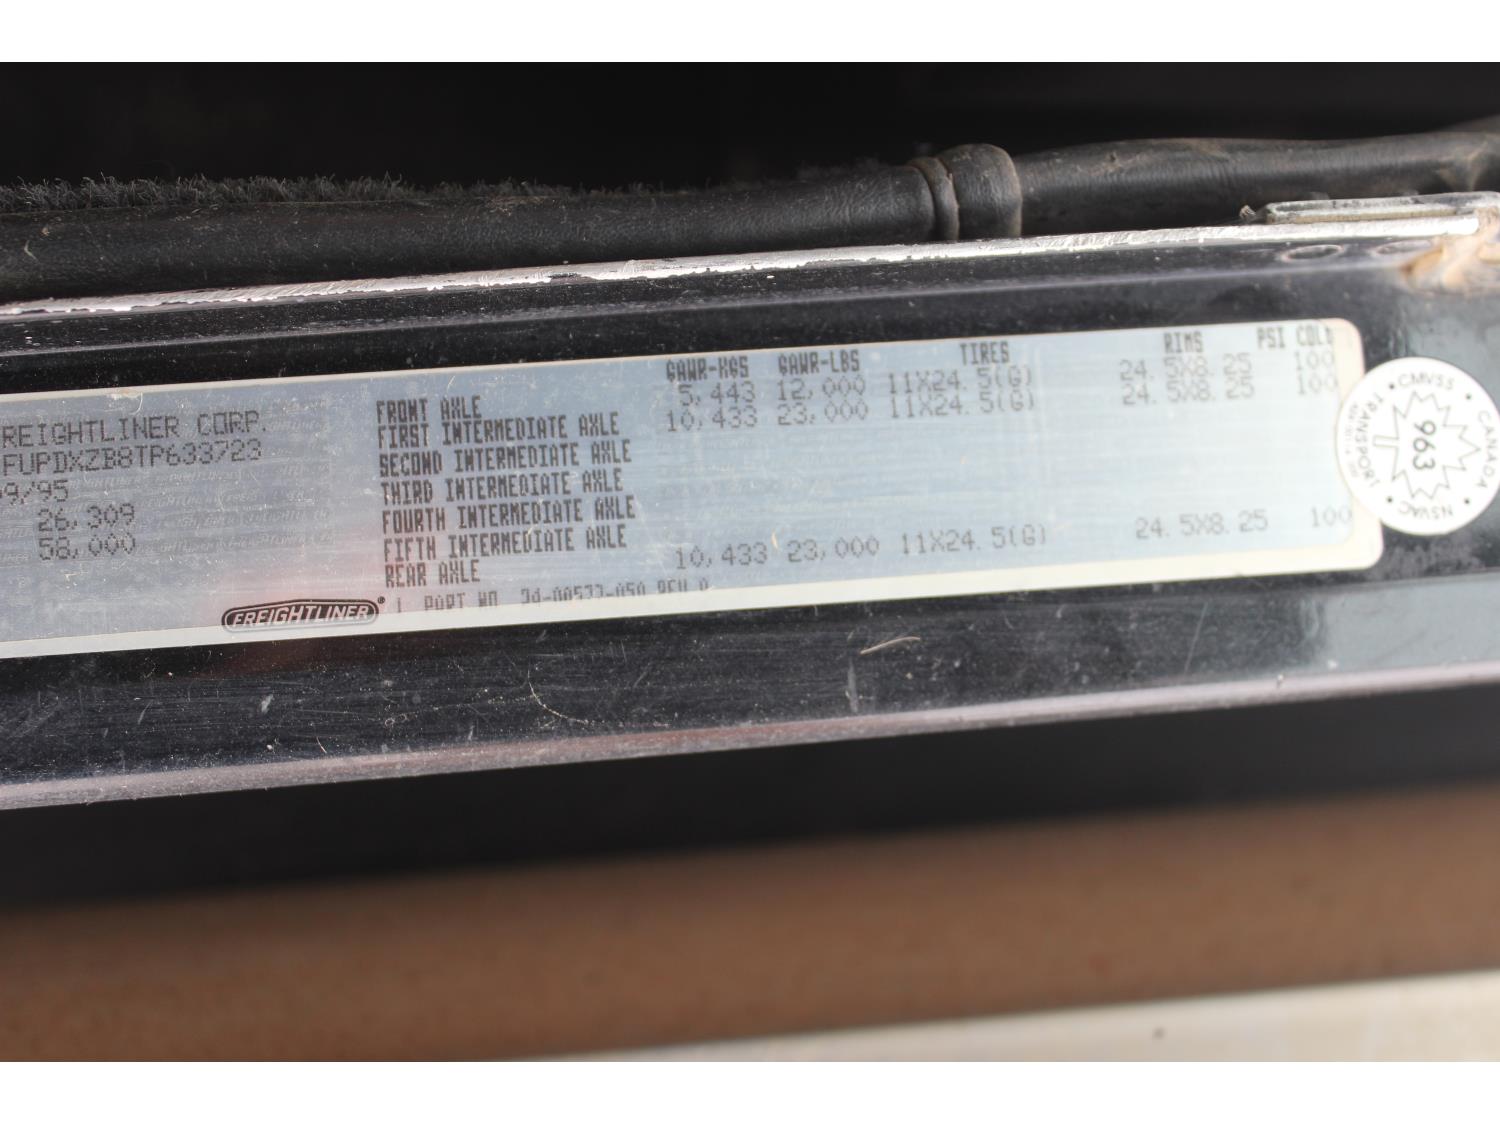 GAWR-KGS GAWR-LBS TIRES RIMS PSI COLD
FRONT AXLE 5,443 12,000 11X24.5(G) 24.5X8.25 100
FIRST INTERMEDIATE AXLE 10,433 23,000 11X24.5(G) 24.5X8.25 100
SECOND INTERMEDIATE AXLE
THIRD INTERMEDIATE AXLE
FOURTH INTERMEDIATE AXLE
FIFTH INTERMEDIATE AXLE
REAR AXLE 10,433 23,000 11X24.5(G) 24.5X8.25 100
REIGHTLINER CORP.
FUPDXZB8TP633723
9/95
26,309
58,000
FREIGHTLINER®
PART
CANADA
CMVSS
TRANSPORT
NSVAC
963